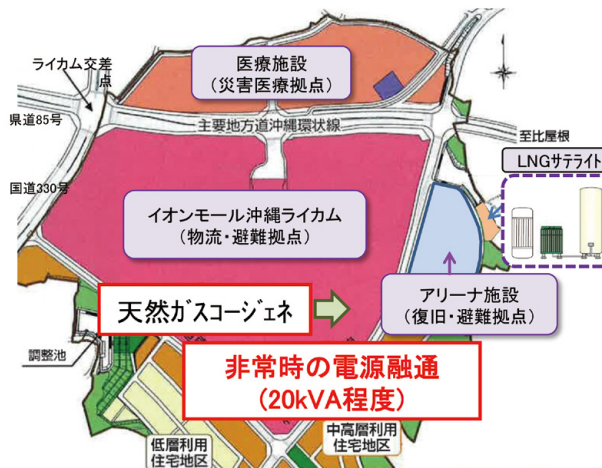 医療施設
(災害医療拠点)
ライカム交差
点
県道85号
主要地方道沖縄環状線
至比屋根
LNGサテライト
国道330号
イオンモール沖縄ライカム
(物流・避難拠点)
アリーナ施設
(復旧・避難拠点)
天然ガスコージェネ
調整池
非常時の電源融通
(20kVA程度)
低層利用
住宅地区
中高層利用
住宅地区